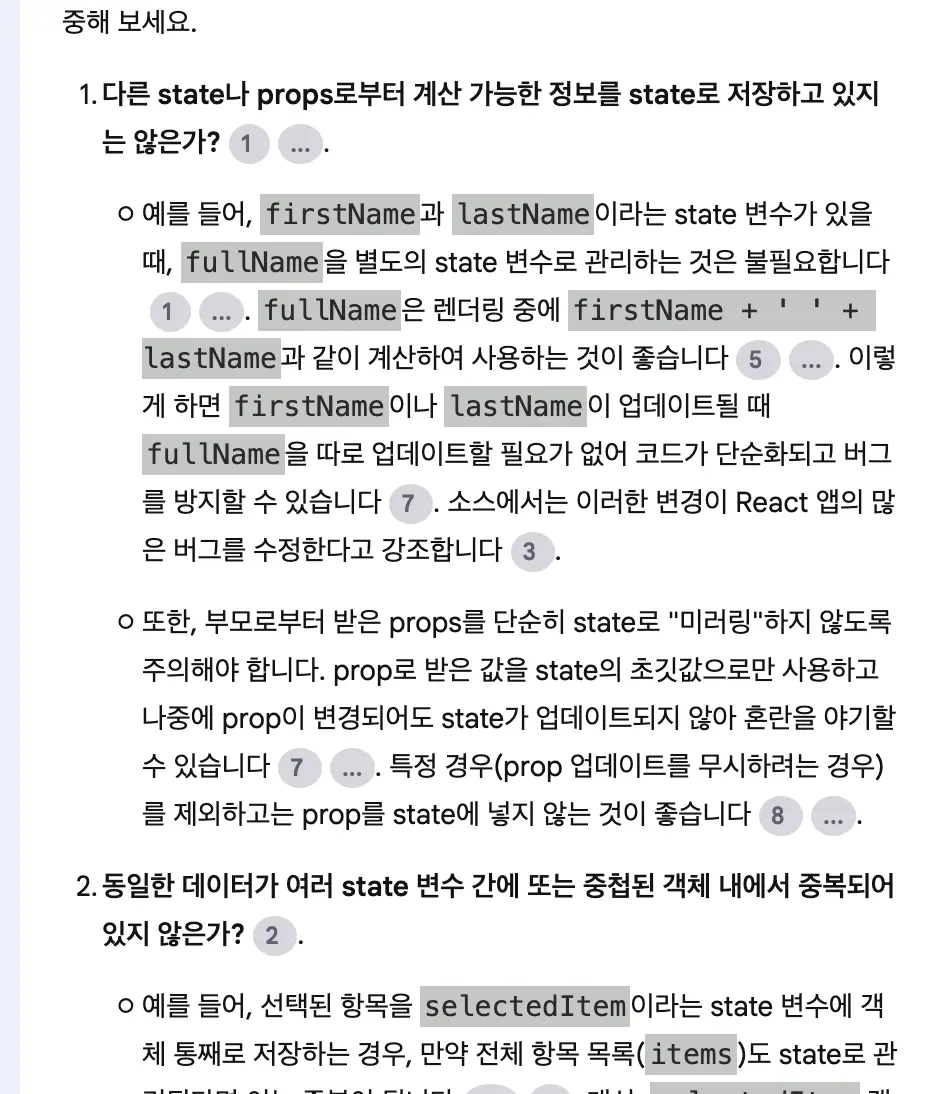 중해 보세요.
1. 다른 state나 props로부터 계산 가능한 정보를 state로 저장하고 있지
는 않은가? 1 ... .
예를 들어, firstName과 lastName이라는 state 변수가 있을
때, fullName을 별도의 state 변수로 관리하는 것은 불필요합니다
1 ... . fullName은 렌더링 중에 firstName + ' ' +
lastName과 같이 계산하여 사용하는 것이 좋습니다 5 ... . 이렇
게 하면 firstName이나 lastName이 업데이트될 때
fullName을 따로 업데이트할 필요가 없어 코드가 단순화되고 버그
를 방지할 수 있습니다 7 . 소스에서는 이러한 변경이 React 앱의 많
은 버그를 수정한다고 강조합니다 3 .
또한, 부모로부터 받은 props를 단순히 state로 "미러링"하지 않도록
주의해야 합니다. prop로 받은 값을 state의 초깃값으로만 사용하고
나중에 prop이 변경되어도 state가 업데이트되지 않아 혼란을 야기할
수 있습니다 7 ... . 특정 경우(prop 업데이트를 무시하려는 경우)
를 제외하고는 prop를 state에 넣지 않는 것이 좋습니다 8 ... .
2. 동일한 데이터가 여러 state 변수 간에 또는 중첩된 객체 내에서 중복되어
있지 않은가? 2 .
예를 들어, 선택된 항목을 selectedItem이라는 state 변수에 객
체 통째로 저장하는 경우, 만약 전체 항목 목록(items)도 state로 관